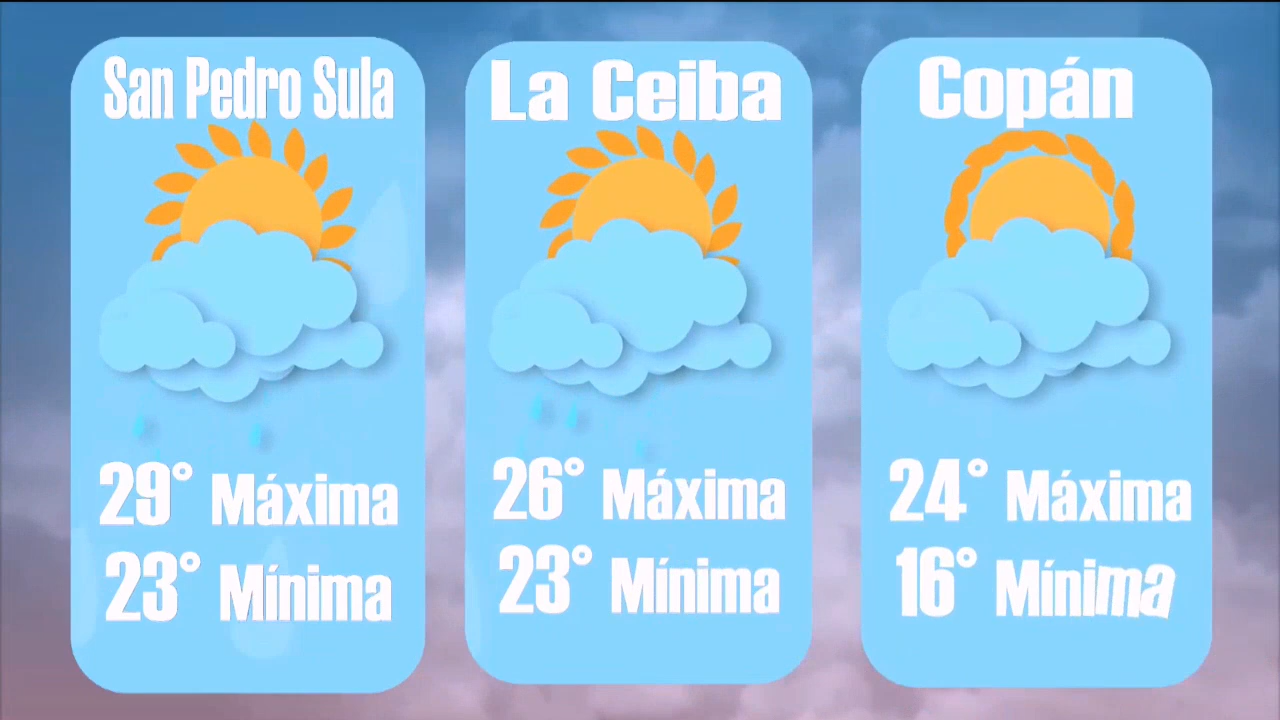 San Pedro Sula
29° Máxima
23° Mínima
La Ceiba
26° Máxima
23° Mínima
Copán
24° Máxima
16° Mínima